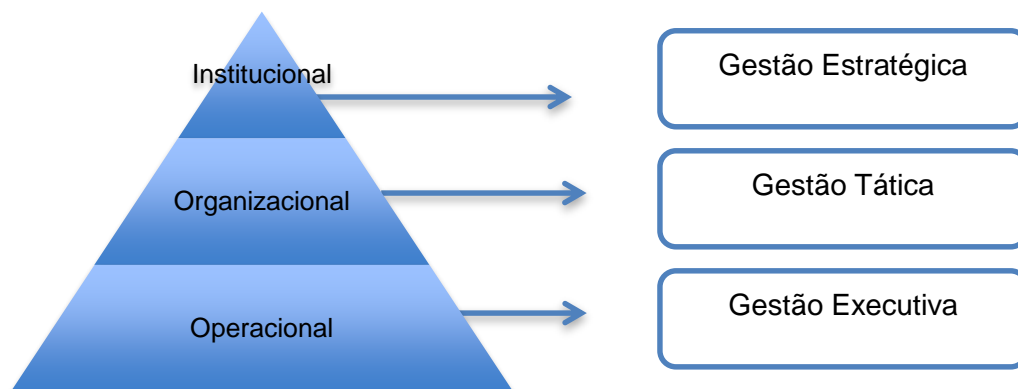 Institucional
Gestão Estratégica
Organizacional
Gestão Tática
Operacional
Gestão Executiva